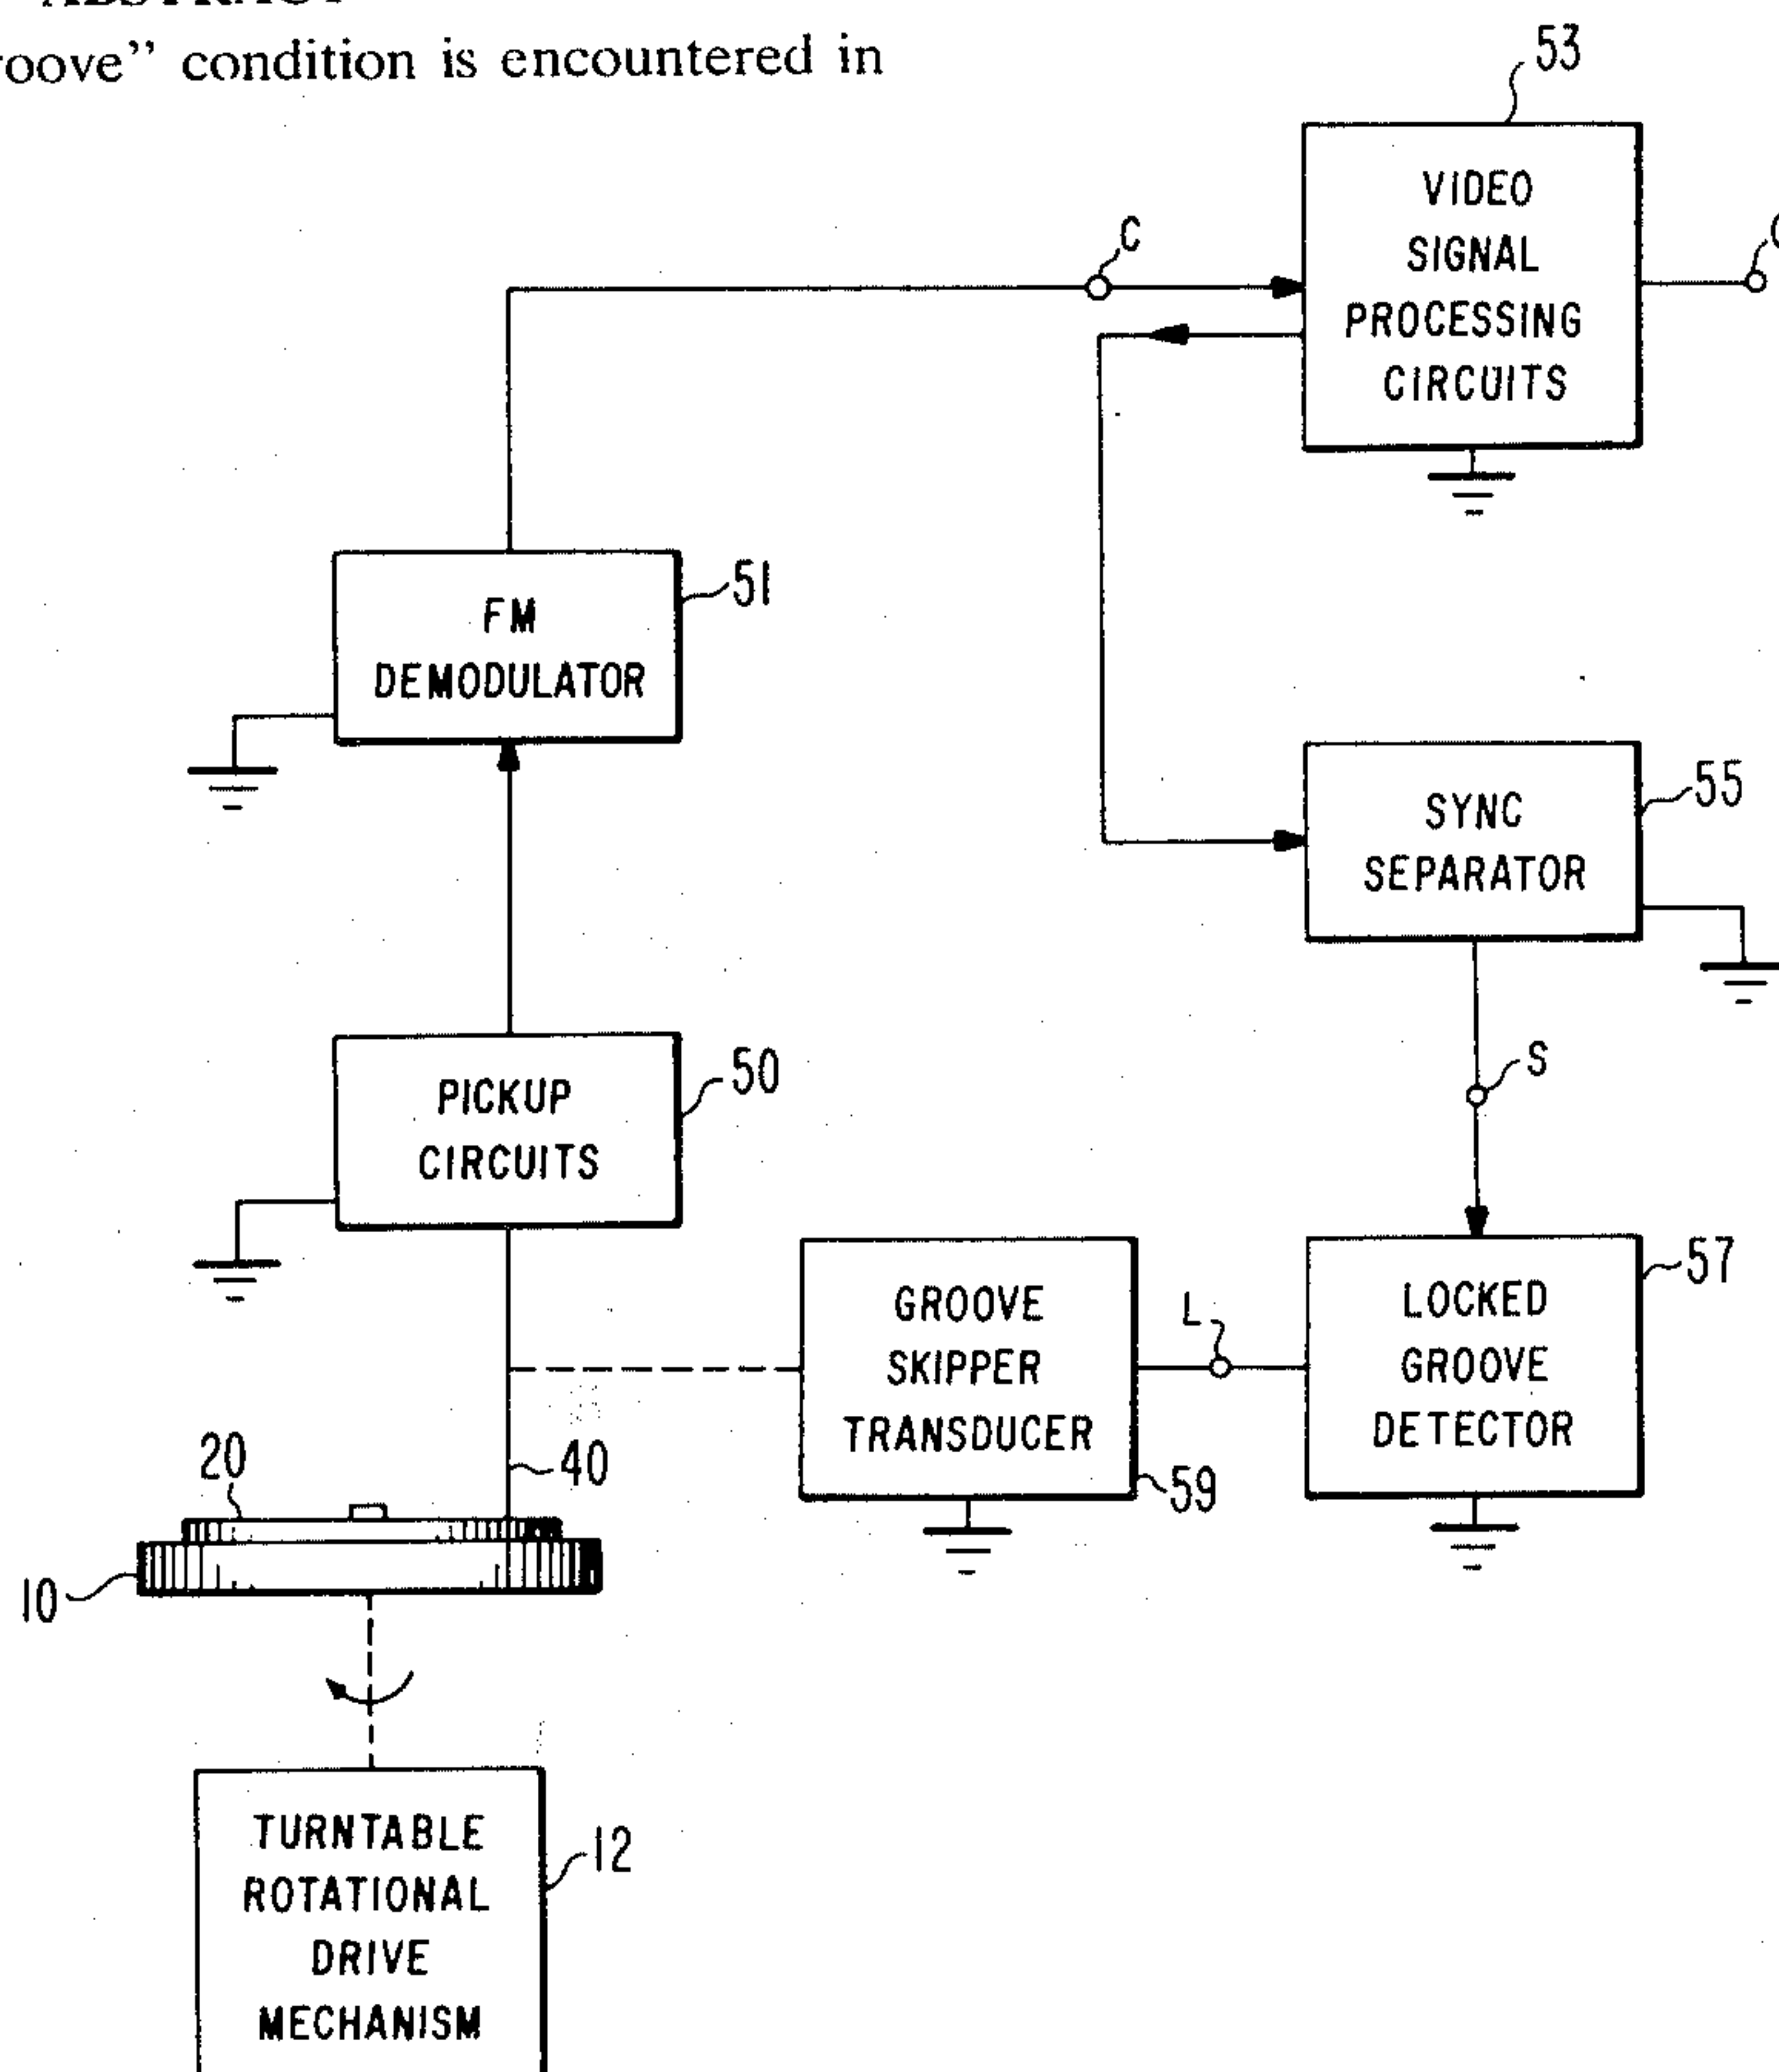 condition is encountered in
53
VIDEO
SIGNAL
PROCESSING
CIRCUITS
C
51
FM
DEMODULATOR
55
SYNC
SEPARATOR
S
50
PICKUP
CIRCUITS
57
LOCKED
GROOVE
DETECTOR
L
GROOVE
SKIPPER
TRANSDUCER
59
20
40
10
12
TURNTABLE
ROTATIONAL
DRIVE
MECHANISM